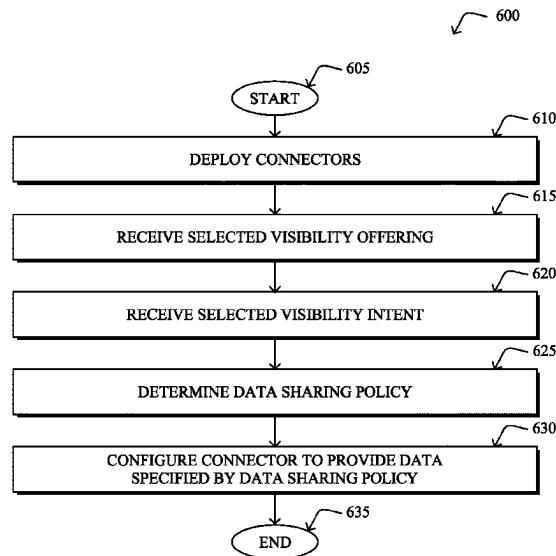 600
605
START
610
DEPLOY CONNECTORS
615
RECEIVE SELECTED VISIBILITY OFFERING
620
RECEIVE SELECTED VISIBILITY INTENT
625
DETERMINE DATA SHARING POLICY
630
CONFIGURE CONNECTOR TO PROVIDE DATA
SPECIFIED BY DATA SHARING POLICY
635
END